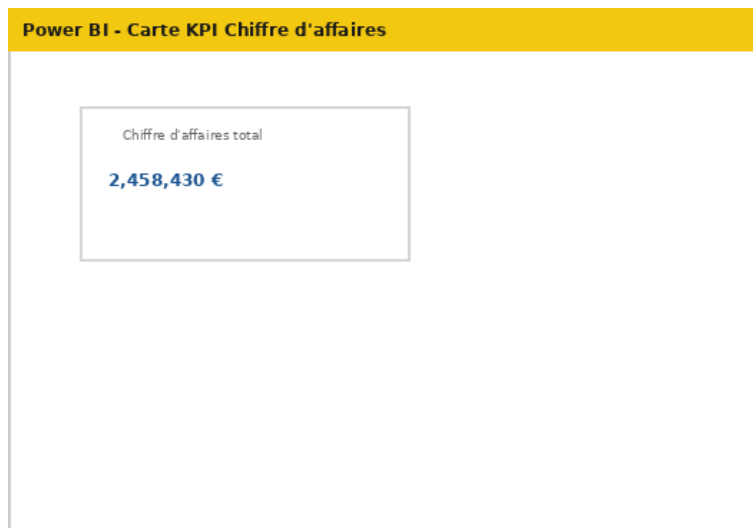 Power BI - Carte KPI Chiffre d'affaires
Chiffre d'affaires total
2,458,430 €